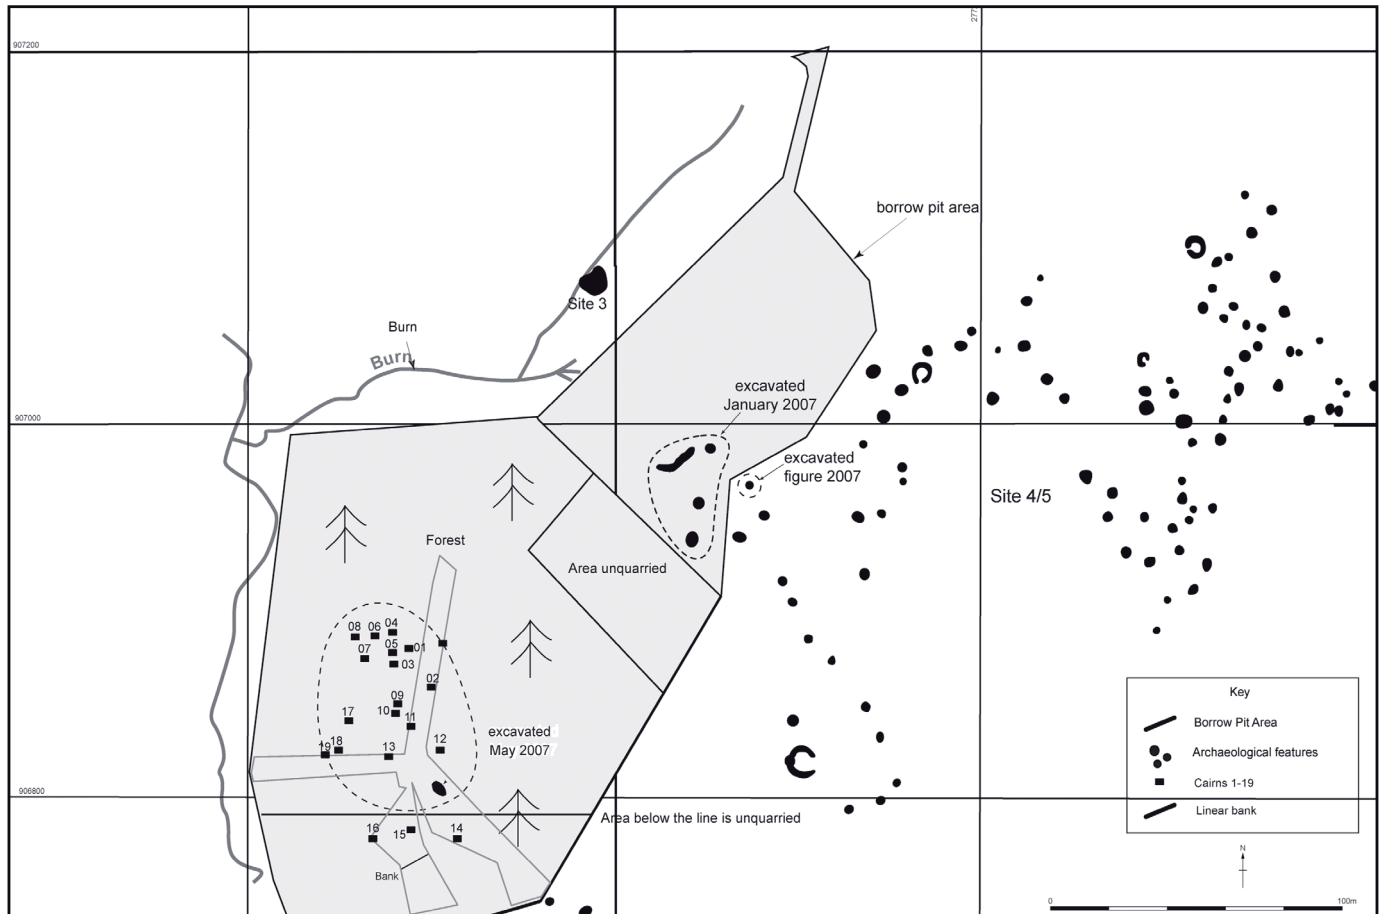 907200
277
borrow pit area
Site 3
Burn
Burn
excavated
January 2007
907000
excavated
figure 2007
Site 4/5
Forest
Area unquarried
08
06
04
07
05
01
03
02
09
10
17
11
excavated
May 2007
19
18
13
12
906800
Area below the line is unquarried
16
15
14
Bank
Key
Borrow Pit Area
Archaeological features
Cairns 1-19
Linear bank
N
0
100m